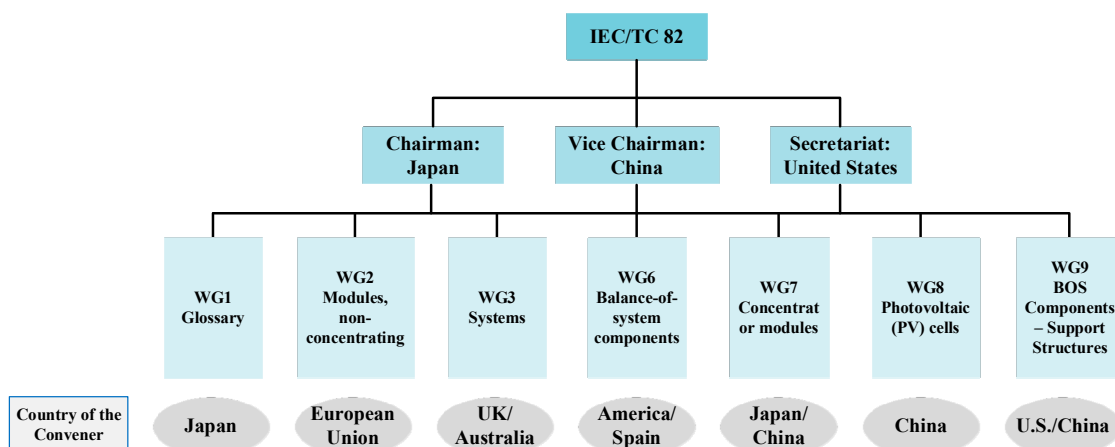 IEC/TC 82
Chairman:
Japan
Vice Chairman:
China
Secretariat:
United States
WG1
Glossary
WG2
Modules,
non-
concentrating
WG3
Systems
WG6
Balance-of-
system
components
WG7
Concentrat
or modules
WG8
Photovoltaic
(PV) cells
WG9
BOS
Components
– Support
Structures
Country of the
Convener
Japan
European
Union
UK/
Australia
America/
Spain
Japan/
China
China
U.S./China